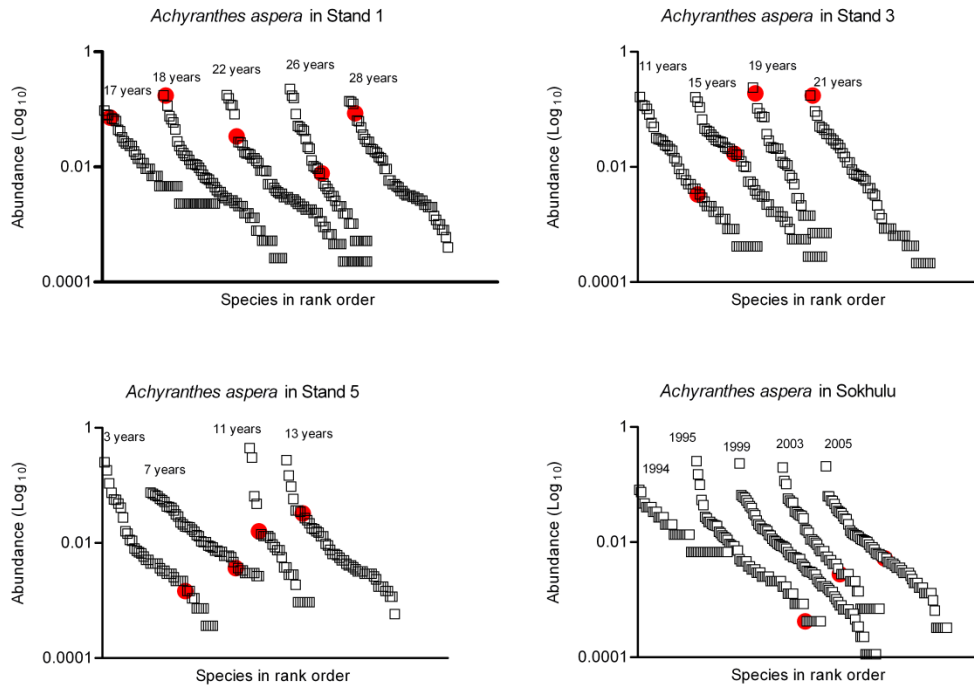 Achyranthes aspera in Stand 1
1
0.01
0.0001
Abundance (Log10)
17 years
18 years
22 years
26 years
28 years
Species in rank order
Achyranthes aspera in Stand 3
1
0.01
0.0001
Abundance (Log10)
11 years
15 years
19 years
21 years
Species in rank order
Achyranthes aspera in Stand 5
1
0.01
0.0001
Abundance (Log10)
3 years
7 years
11 years
13 years
Species in rank order
Achyranthes aspera in Sokhulu
1
0.01
0.0001
Abundance (Log10)
1994
1995
1999
2003
2005
Species in rank order